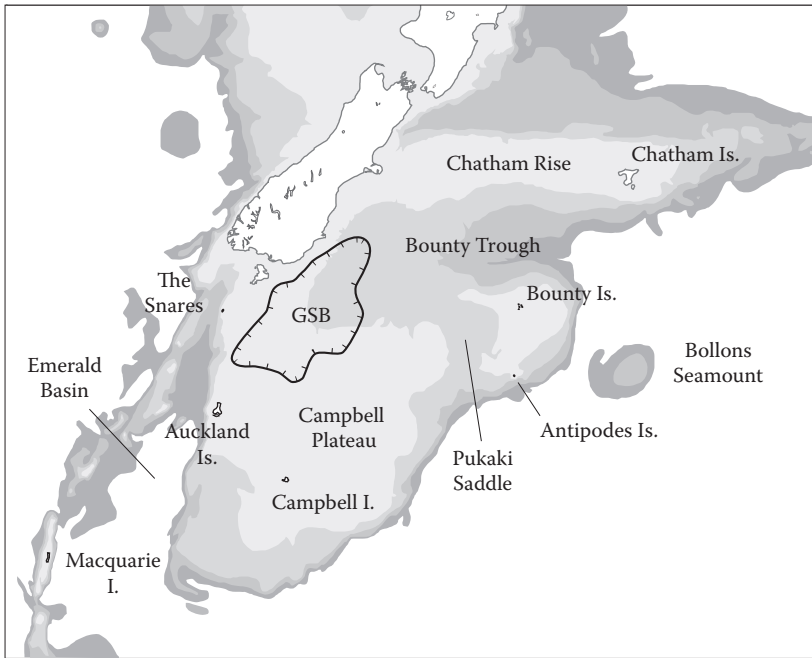 Chatham Rise
Chatham Is.
Bounty Trough
The
Snares
GSB
Bounty Is.
Emerald
Basin
Bollons
Seamount
Auckland
Is.
Campbell
Plateau
Antipodes Is.
Pukaki
Saddle
Campbell I.
Macquarie
I.